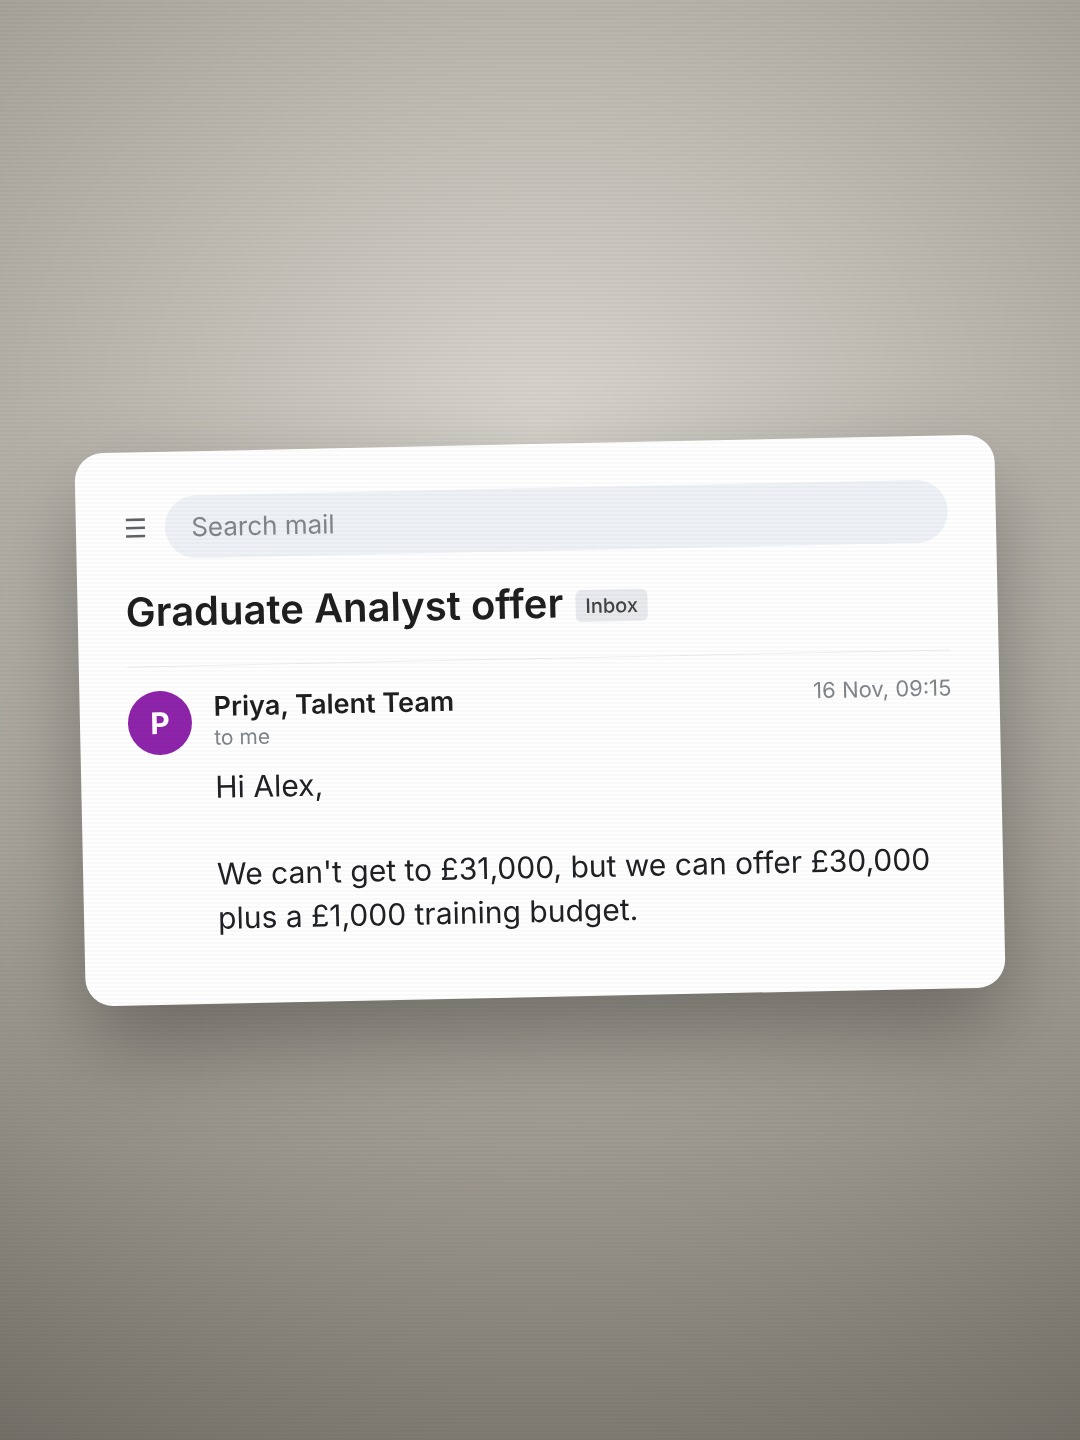 ☰ Search mail
Graduate Analyst offer Inbox
Priya, Talent Team 16 Nov, 09:15
P
to me
Hi Alex,
We can't get to £31,000, but we can offer £30,000
plus a £1,000 training budget.